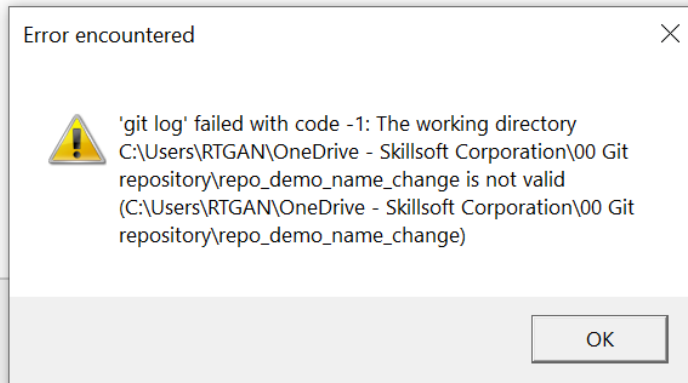 Error encountered
'git log' failed with code -1: The working directory
C:\Users\RTGAN\OneDrive - Skillsoft Corporation\00 Git
repository\repo_demo_name_change is not valid
(C:\Users\RTGAN\OneDrive - Skillsoft Corporation\00 Git
repository\repo_demo_name_change)
OK